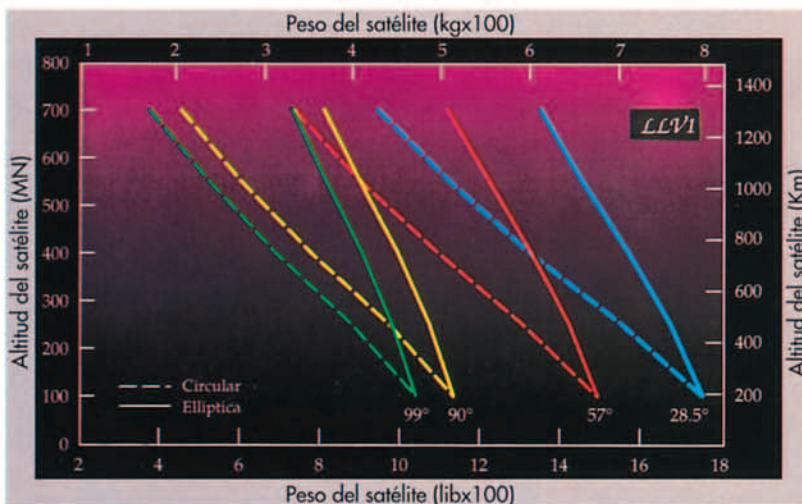 Peso del satélite (kgx100)
1 2 3 4 5 6 7 8
Altitud del satélite (MN)
800
700
600
500
400
300
200
100
0
Altitud del satélite (Km)
1400
1200
1000
800
600
400
200
LLV1
Circular
Elliptica
99° 90° 57° 28.5°
2 4 6 8 10 12 14 16 18
Peso del satélite (libx100)